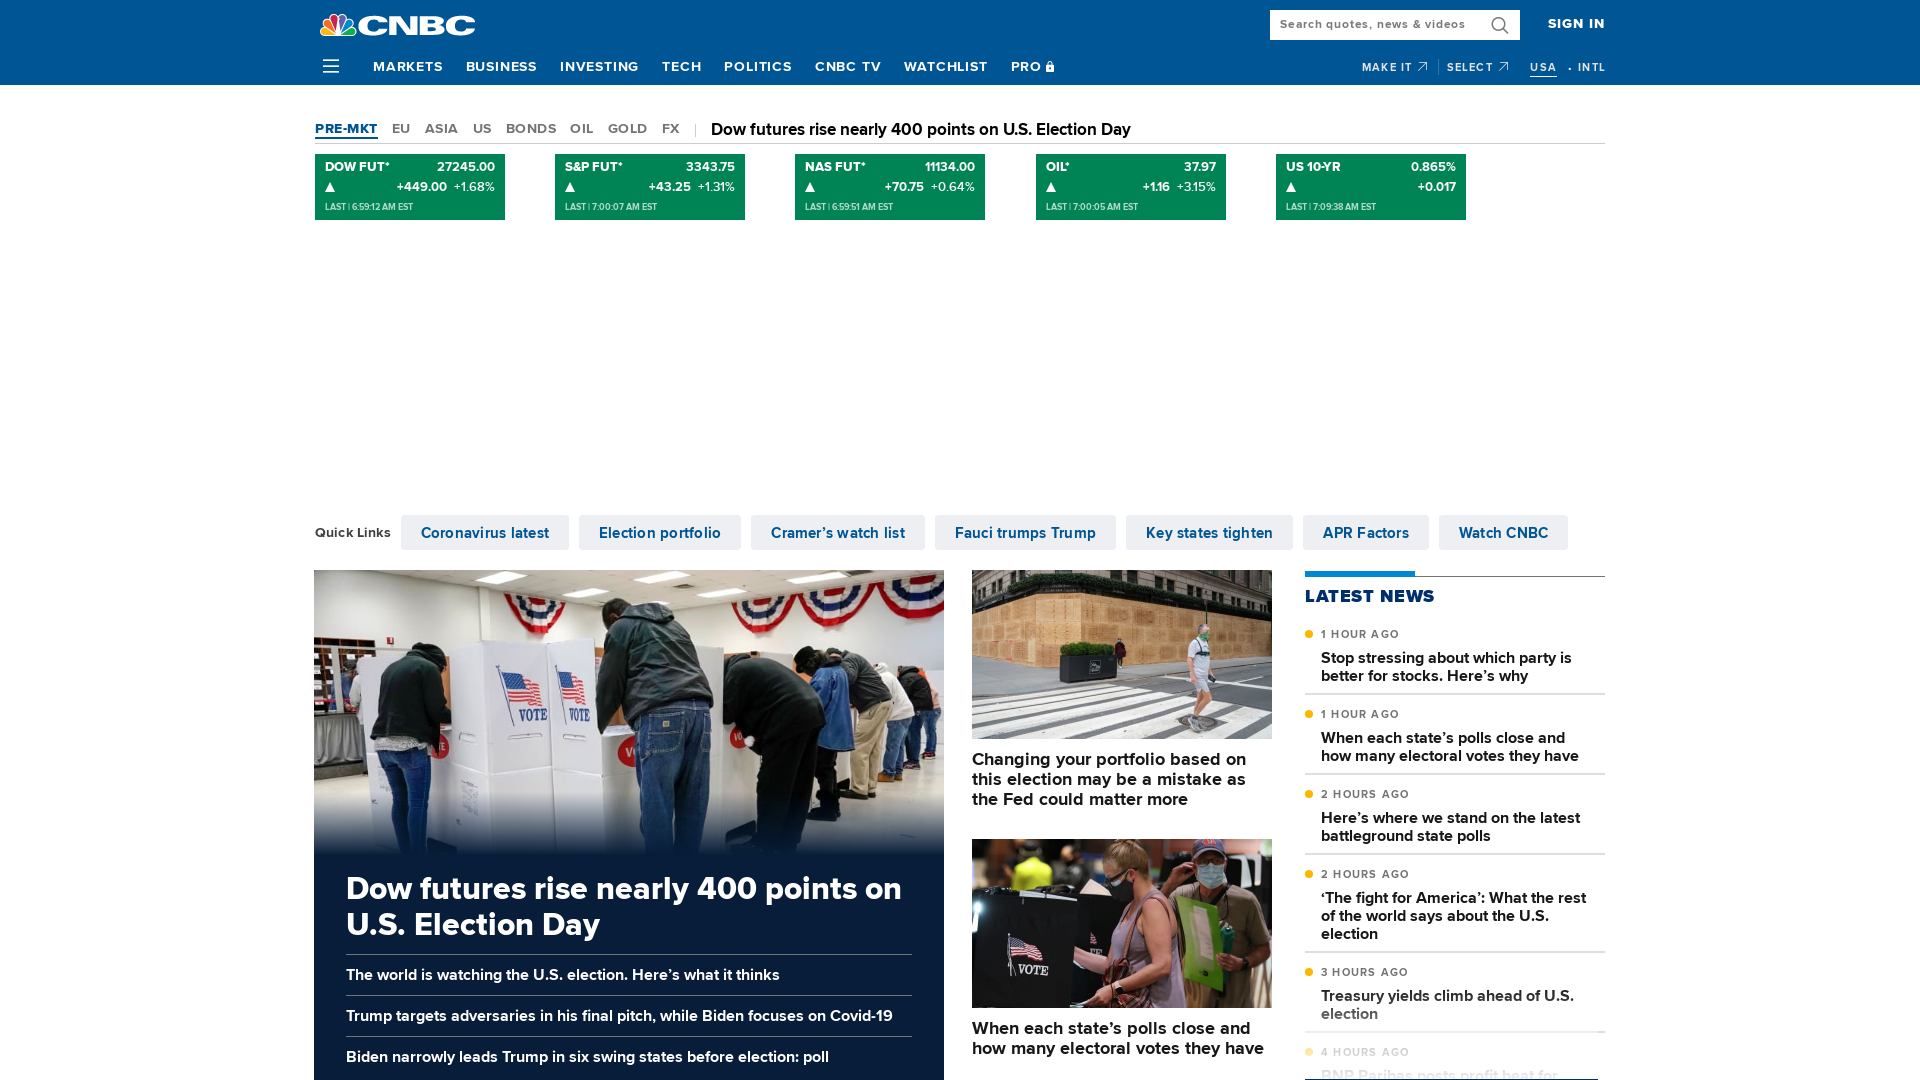 CNBC
Search quotes, news & videos
SIGN IN
MARKETS BUSINESS INVESTING TECH POLITICS CNBC TV WATCHLIST PRO
MAKE IT SELECT USA • INTL
PRE-MKT EU ASIA US BONDS OIL GOLD FX Dow futures rise nearly 400 points on U.S. Election Day
DOW FUT* 27245.00
+449.00 +1.68%
LAST | 6:59:12 AM EST
S&P FUT* 3343.75
+43.25 +1.31%
LAST | 7:00:07 AM EST
NAS FUT* 11134.00
+70.75 +0.64%
LAST | 6:59:51 AM EST
OIL* 37.97
+1.16 +3.15%
LAST | 7:00:05 AM EST
US 10-YR 0.865%
+0.017
LAST | 7:09:38 AM EST
Quick Links Coronavirus latest Election portfolio Cramer’s watch list Fauci trumps Trump Key states tighten APR Factors Watch CNBC
VOTE VOTE
Dow futures rise nearly 400 points on
U.S. Election Day
The world is watching the U.S. election. Here’s what it thinks
Trump targets adversaries in his final pitch, while Biden focuses on Covid-19
Biden narrowly leads Trump in six swing states before election: poll
Changing your portfolio based on
this election may be a mistake as
the Fed could matter more
VOTE
When each state’s polls close and
how many electoral votes they have
LATEST NEWS
1 HOUR AGO
Stop stressing about which party is
better for stocks. Here’s why
1 HOUR AGO
When each state’s polls close and
how many electoral votes they have
2 HOURS AGO
Here’s where we stand on the latest
battleground state polls
2 HOURS AGO
‘The fight for America’: What the rest
of the world says about the U.S.
election
3 HOURS AGO
Treasury yields climb ahead of U.S.
election
4 HOURS AGO
BNP Paribas posts profit beat for